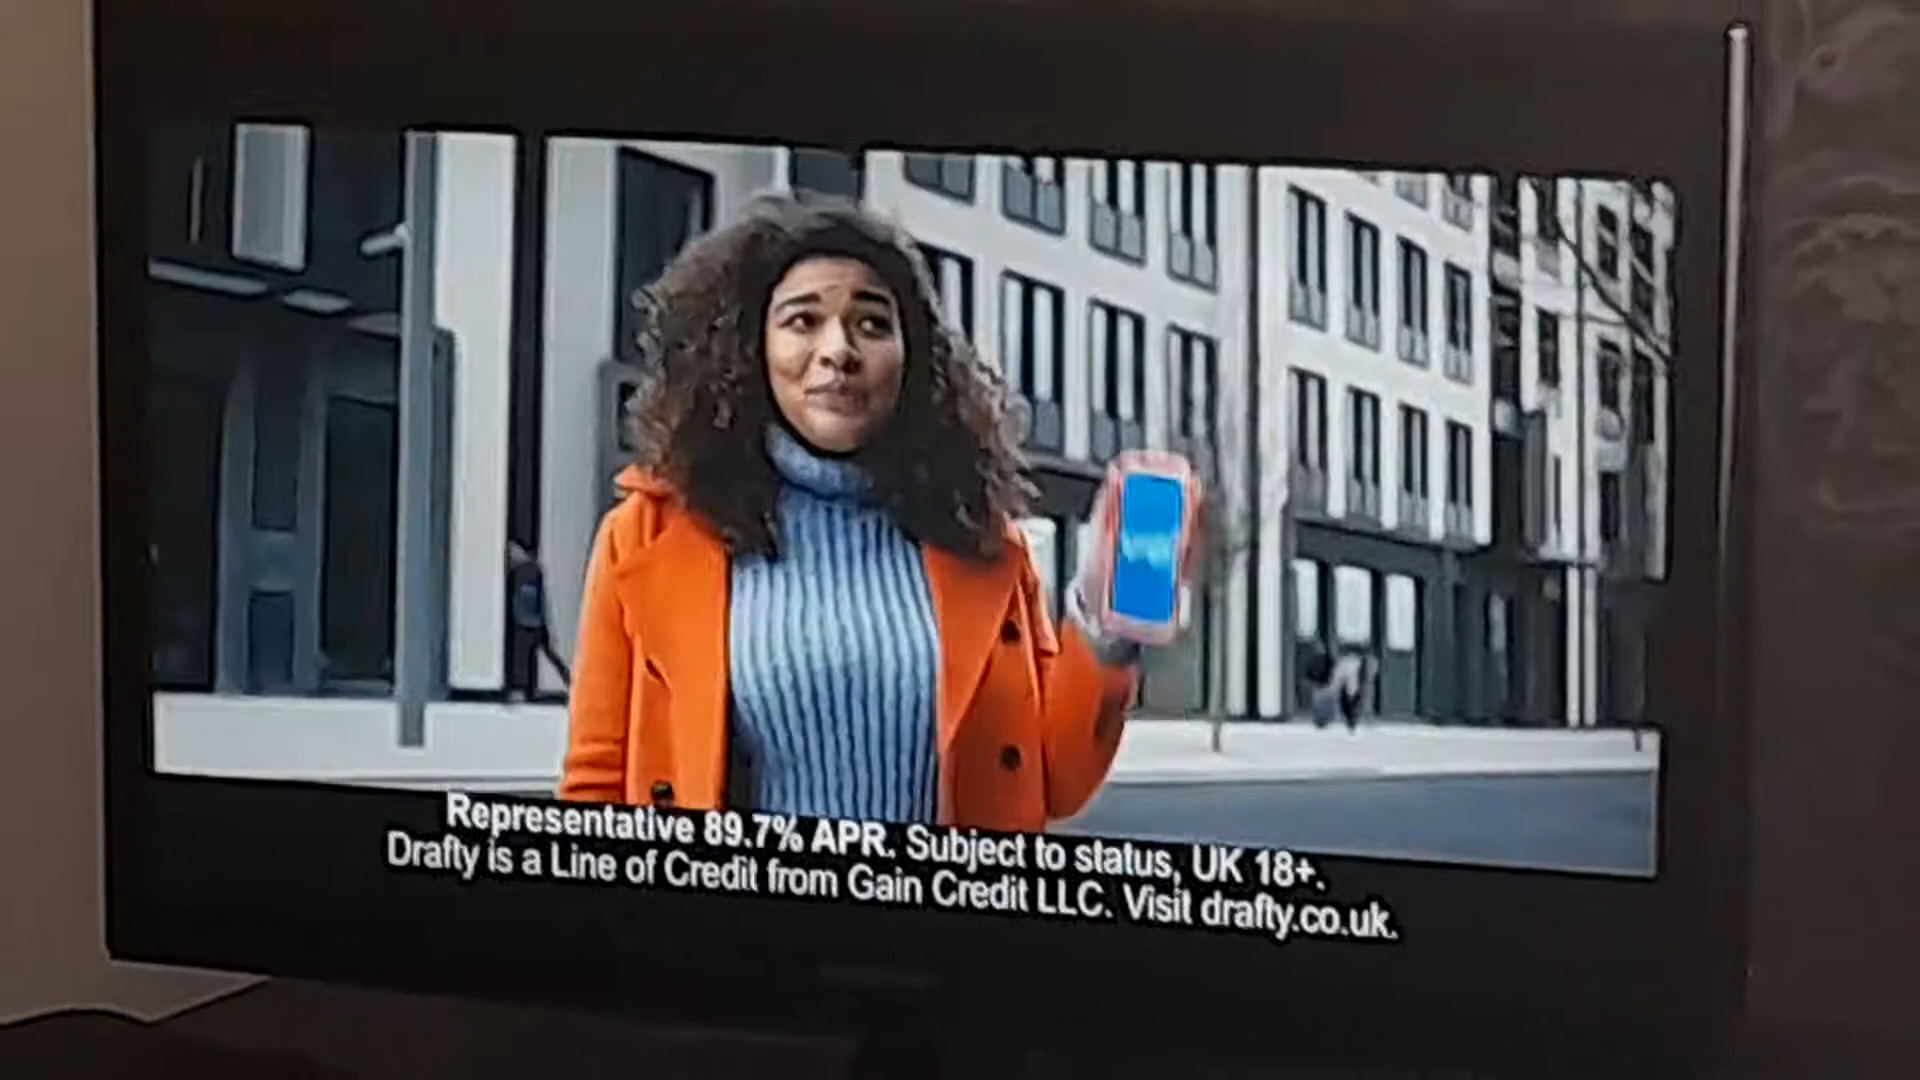 Representative 89.7% APR. Subject to status, UK 18+.
Drafty is a Line of Credit from Gain Credit LLC. Visit drafty.co.uk.